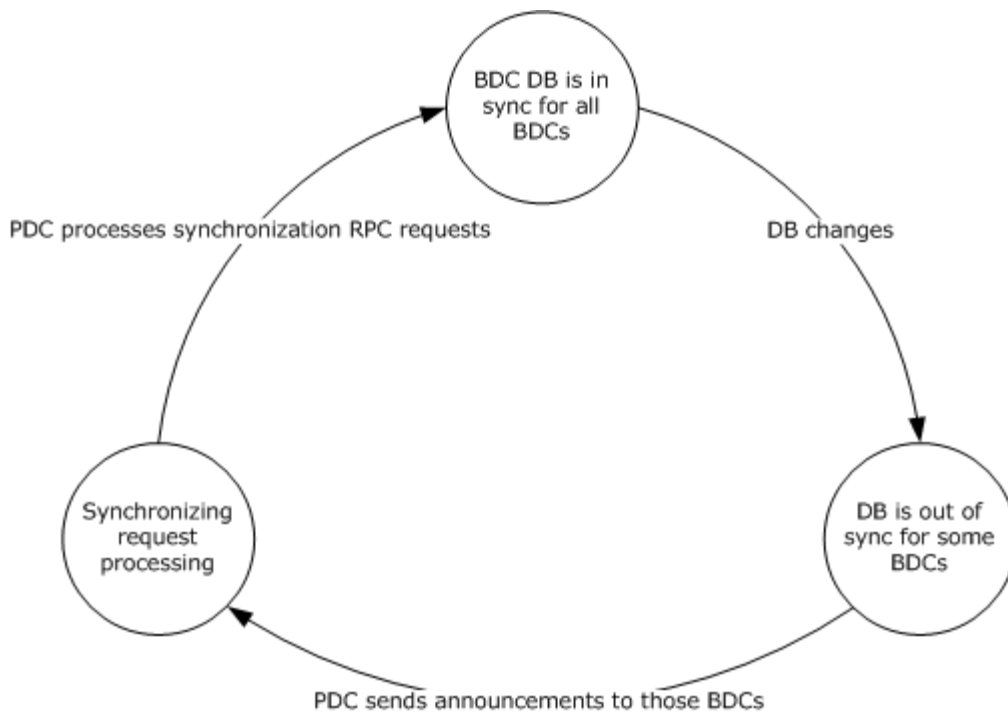 BDC DB is in
sync for all
BDCs
PDC processes synchronization RPC requests
DB changes
Synchronizing
request
processing
DB is out of
sync for some
BDCs
PDC sends announcements to those BDCs